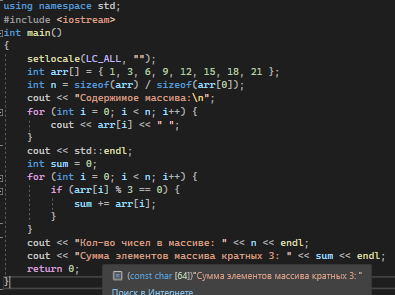 using namespace std;
#include <iostream>
int main()
{
setlocale(LC_ALL, "");
int arr[] = { 1, 3, 6, 9, 12, 15, 18, 21 };
int n = sizeof(arr) / sizeof(arr[0]);
cout << "Содержимое массива:\n";
for (int i = 0; i < n; i++) {
cout << arr[i] << " ";
}
cout << std::endl;
int sum = 0;
for (int i = 0; i < n; i++) {
if (arr[i] % 3 == 0) {
sum += arr[i];
}
}
cout << "Кол-во чисел в массиве: " << n << endl;
cout << "Сумма элементов массива кратных 3: " << sum << endl;
return 0;
}
(const char [64])"Сумма элементов массива кратных 3: "
Поиск в Интернете